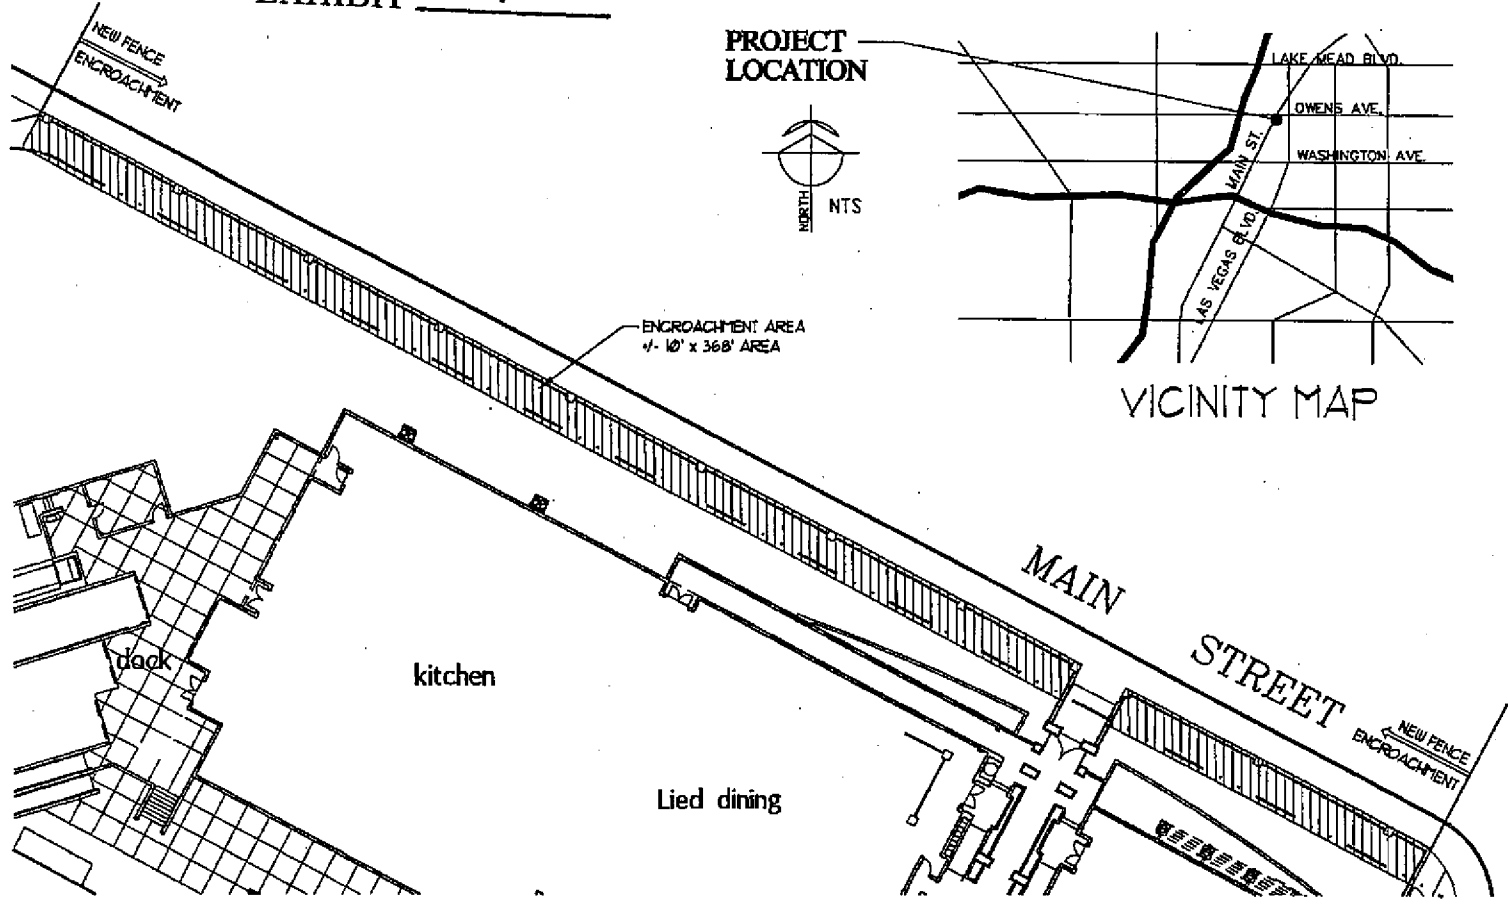 EXHIBIT
NEW FENCE
ENCROACHMENT
PROJECT
LOCATION
LAKE MEAD BLVD.
OWENS AVE.
WASHINGTON AVE.
MAIN ST.
LAS VEGAS BLVD.
NORTH
NTS
VICINITY MAP
ENCROACHMENT AREA
+/- 10' x 368' AREA
MAIN
STREET
NEW FENCE
ENCROACHMENT
dock
kitchen
Lied dining